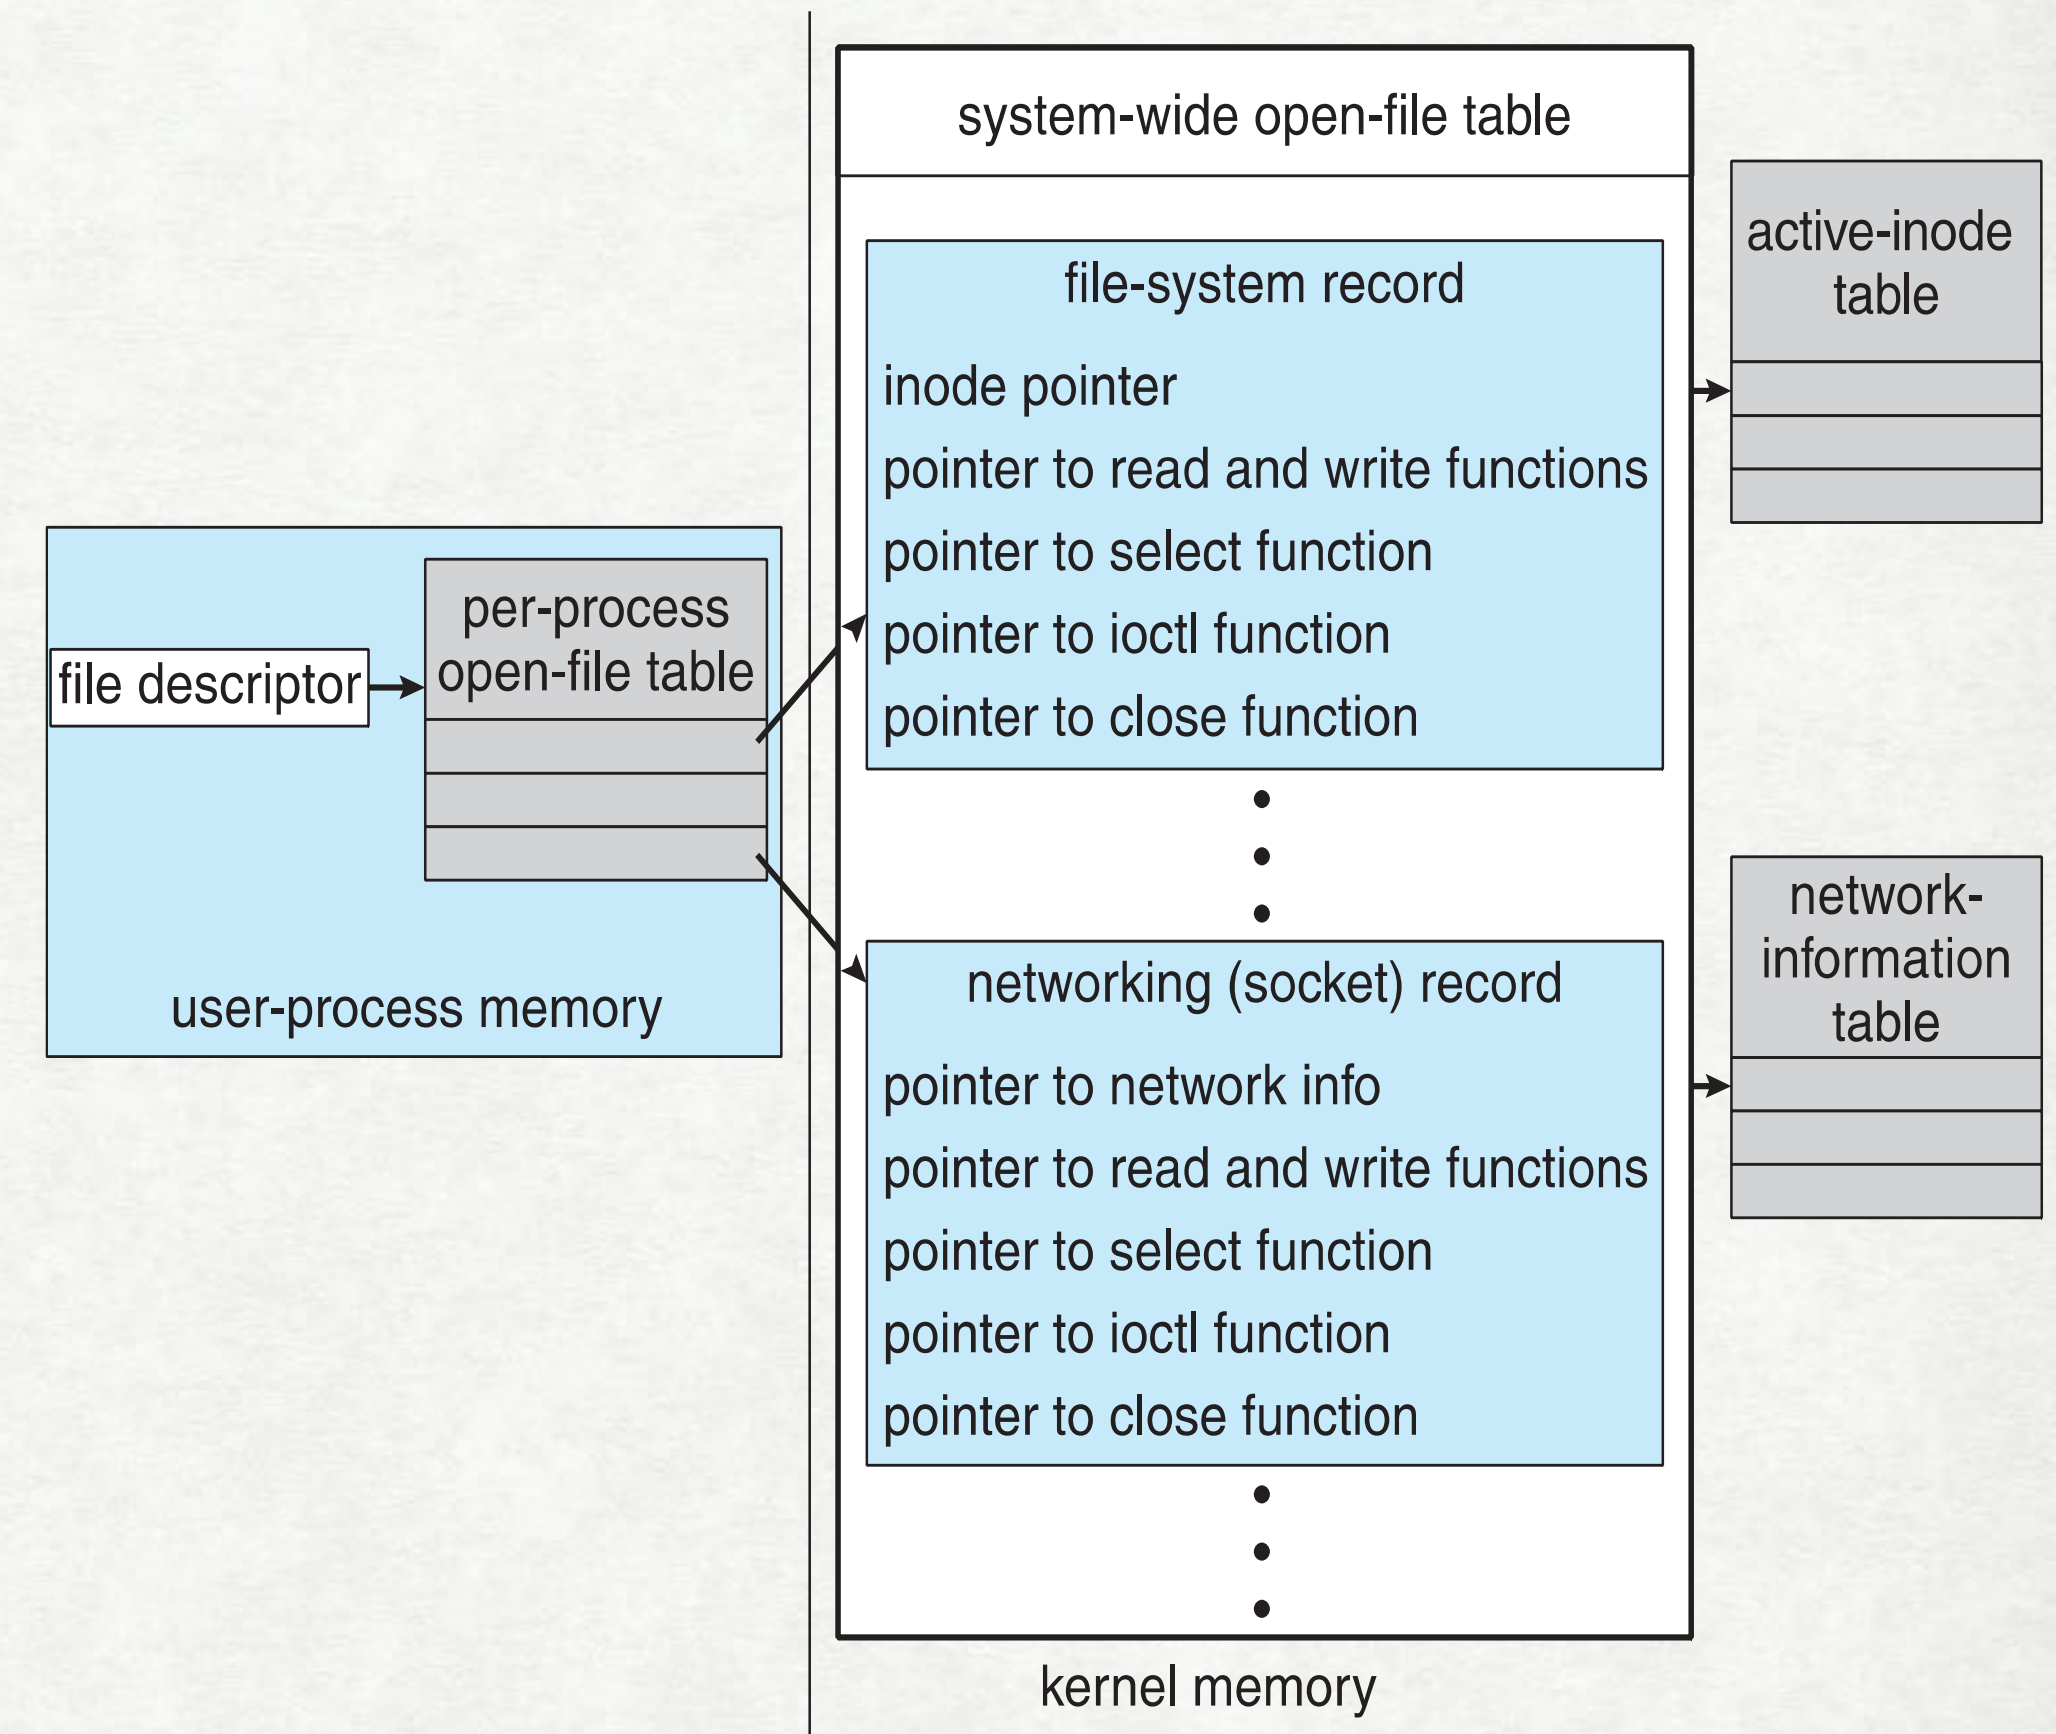 file descriptor
per-process
open-file table
user-process memory
system-wide open-file table
file-system record
inode pointer
pointer to read and write functions
pointer to select function
pointer to ioctl function
pointer to close function
networking (socket) record
pointer to network info
pointer to read and write functions
pointer to select function
pointer to ioctl function
pointer to close function
kernel memory
active-inode
table
network-
information
table